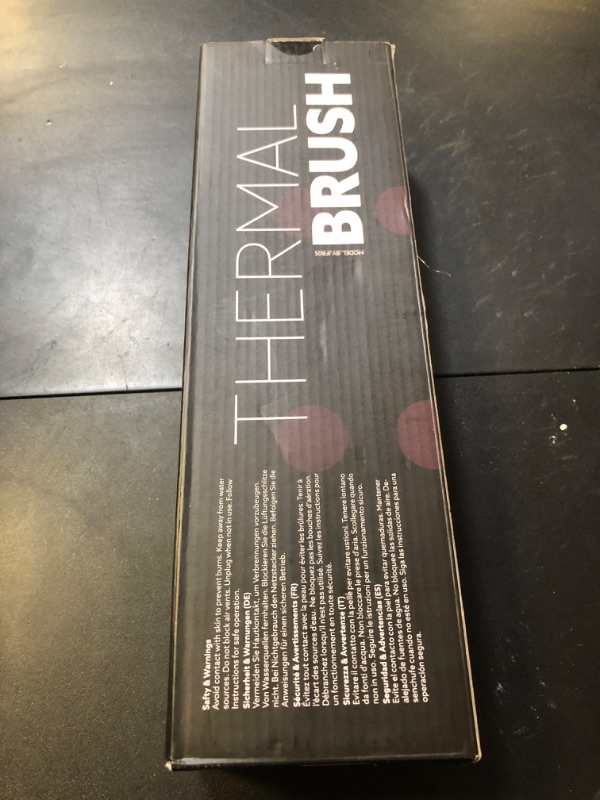 THERMAL
BRUSH
MODEL: BY-JFB05
Safty & Warnings
Avoid contact with skin to prevent burns. Keep away from water
sources. Do not block air vents. Unplug when not in use. Follow
instructions for safe operation.
Sicherheit & Warnungen (DE)
Vermeiden Sie Hautkontakt, um Verbrennungen vorzubeugen.
Von Wasserquellen fernhalten. Blockieren Sie die Lüftungsschlitze
nicht. Bei Nichtgebrauch den Netzstecker ziehen. Befolgen Sie die
Anweisungen für einen sicheren Betrieb.
Sécurité & Avertissements (FR)
Évitez tout contact avec la peau pour éviter les brûlures. Tenir à
l'écart des sources d'eau. Ne bloquez pas les bouches d'aération.
Débranchez lorsqu'il n'est pas utilisé. Suivez les instructions pour
un fonctionnement en toute sécurité.
Sicurezza & Avvertenze (IT)
Evitare il contatto con la pelle per evitare ustioni. Tenere lontano
da fonti d'acqua. Non bloccare le prese d'aria. Scollegare quando
non in uso. Seguire le istruzioni per un funzionamento sicuro.
Seguridad & Advertencias (ES)
Evite el contacto con la piel para evitar quemaduras. Mantener
alejado de fuentes de agua. No bloquee las salidas de aire. De-
senchufe cuando no esté en uso. Siga las instrucciones para una
operación segura.